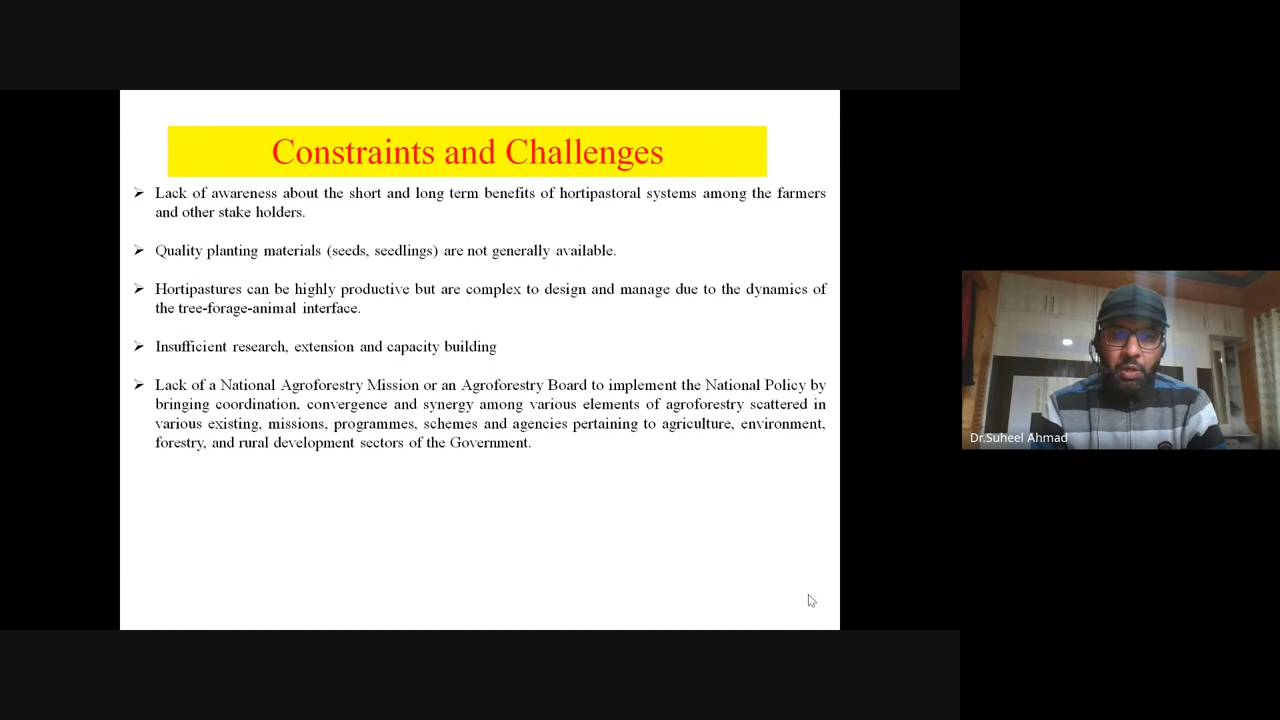 Constraints and Challenges
➢ Lack of awareness about the short and long term benefits of hortipastoral systems among the farmers
and other stake holders.
➢ Quality planting materials (seeds, seedlings) are not generally available.
➢ Hortipastures can be highly productive but are complex to design and manage due to the dynamics of
the tree-forage-animal interface.
➢ Insufficient research, extension and capacity building
➢ Lack of a National Agroforestry Mission or an Agroforestry Board to implement the National Policy by
bringing coordination, convergence and synergy among various elements of agroforestry scattered in
various existing, missions, programmes, schemes and agencies pertaining to agriculture, environment,
forestry, and rural development sectors of the Government.
Dr.Suheel Ahmad